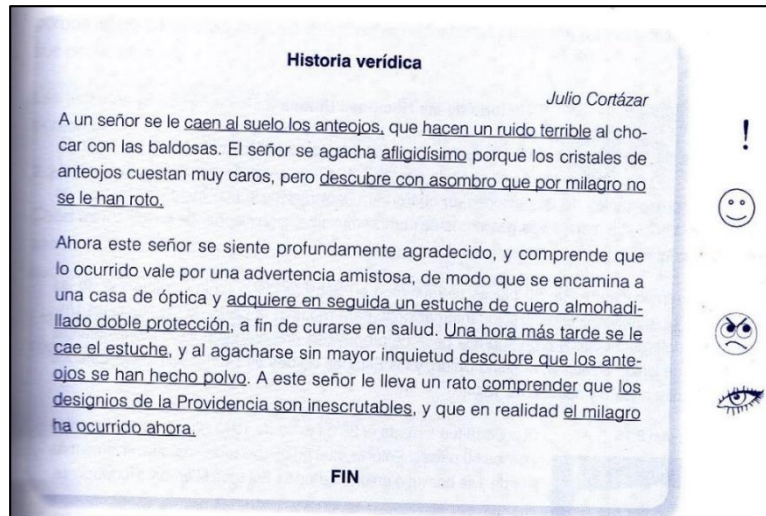 Historia verídica
Julio Cortázar
A un señor se le caen al suelo los anteojos, que hacen un ruido terrible al cho-
car con las baldosas. El señor se agacha afligidísimo porque los cristales de
anteojos cuestan muy caros, pero descubre con asombro que por milagro no
se le han roto.
Ahora este señor se siente profundamente agradecido, y comprende que
lo ocurrido vale por una advertencia amistosa, de modo que se encamina a
una casa de óptica y adquiere en seguida un estuche de cuero almohadi-
llado doble protección, a fin de curarse en salud. Una hora más tarde se le
cae el estuche, y al agacharse sin mayor inquietud descubre que los ante-
ojos se han hecho polvo. A este señor le lleva un rato comprender que los
designios de la Providencia son inescrutables, y que en realidad el milagro
ha ocurrido ahora.
FIN
!